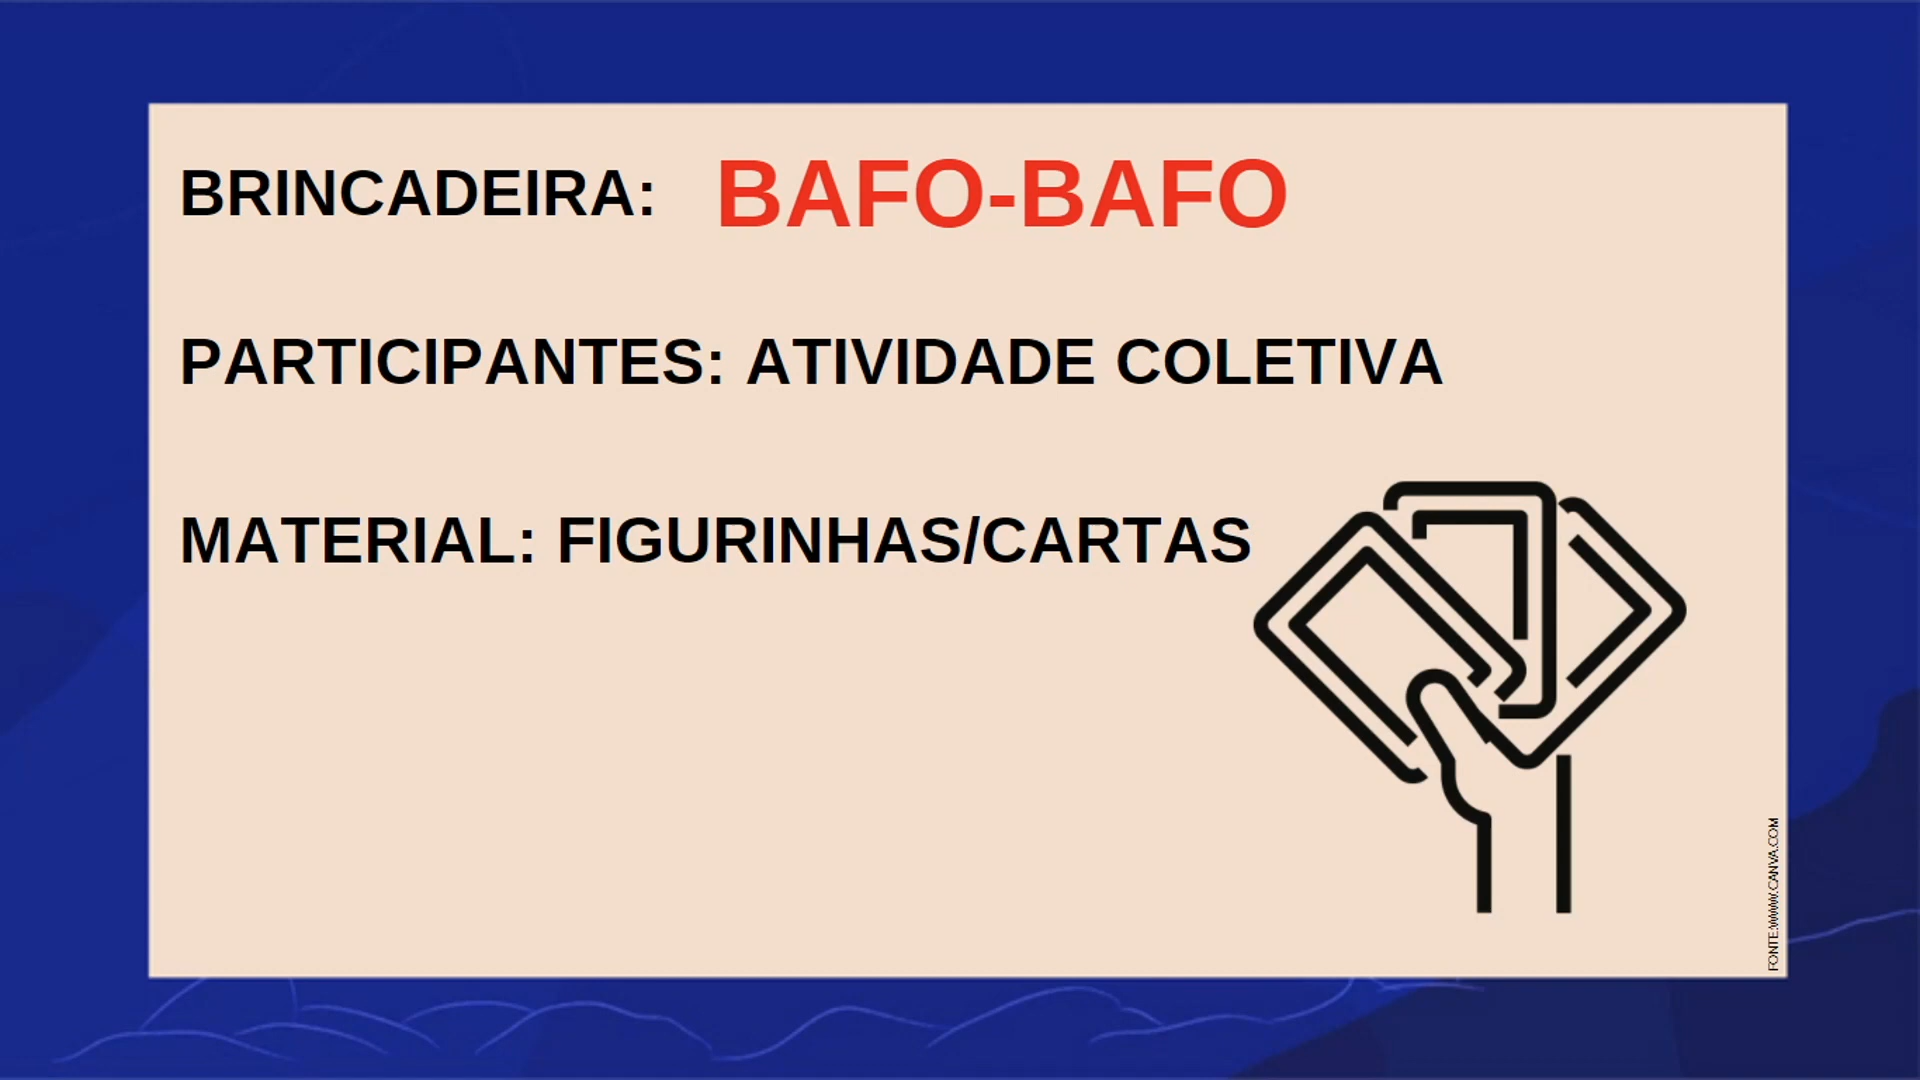 BRINCADEIRA: BAFO-BAFO
PARTICIPANTES: ATIVIDADE COLETIVA
MATERIAL: FIGURINHAS/CARTAS
FONTE:WWW.CANVA.COM